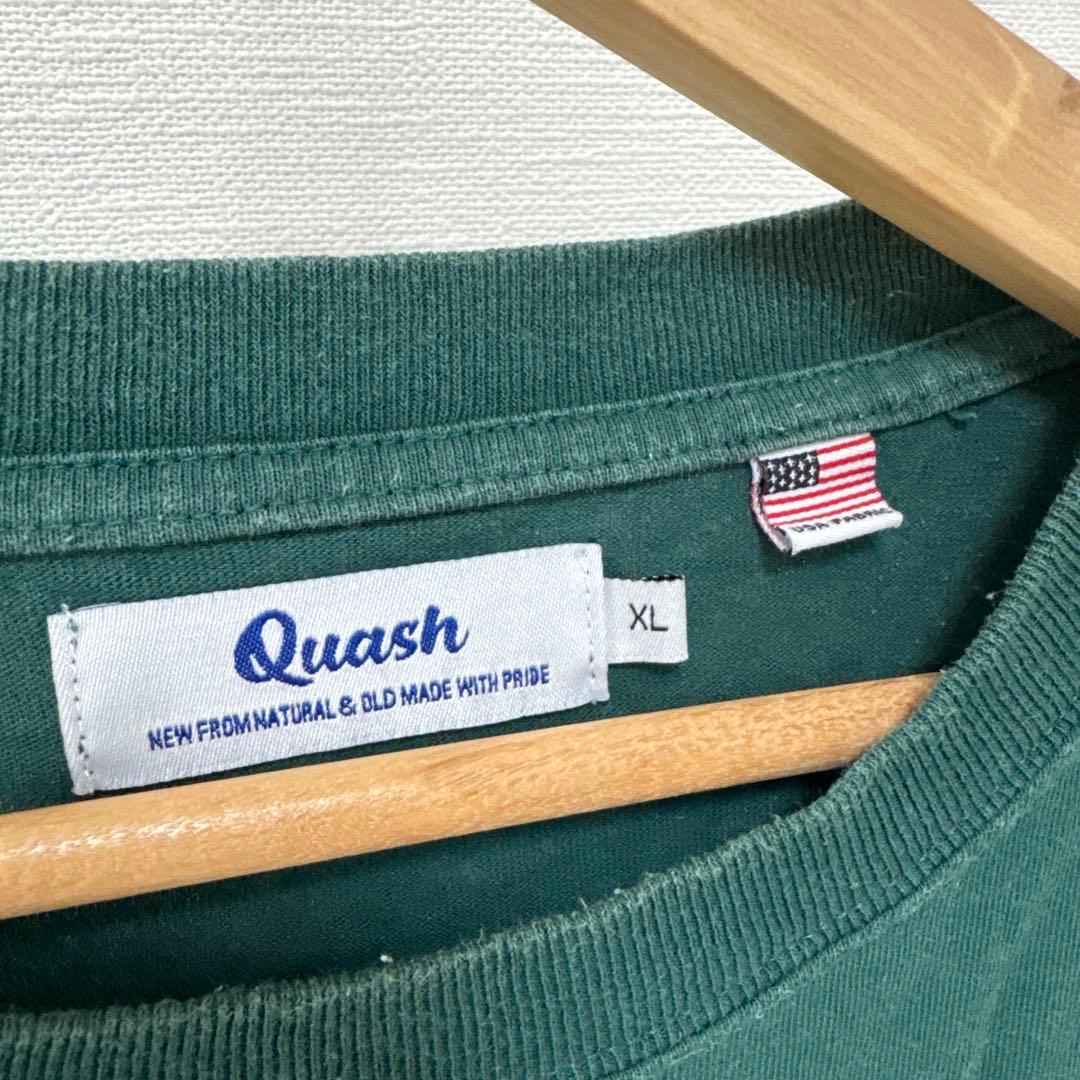 USA FABRIC
Quash
XL
NEW FROM NATURAL & OLD MADE WITH PRIDE